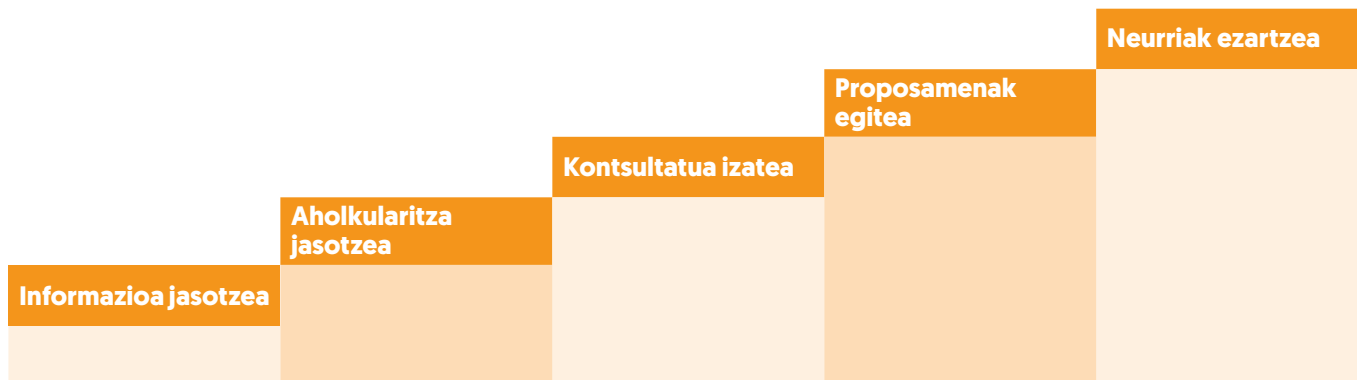 Neurriak ezartzea
Proposamenak
egitea
Kontsultatua izatea
Aholkularitza
jasotzea
Informazioa jasotzea